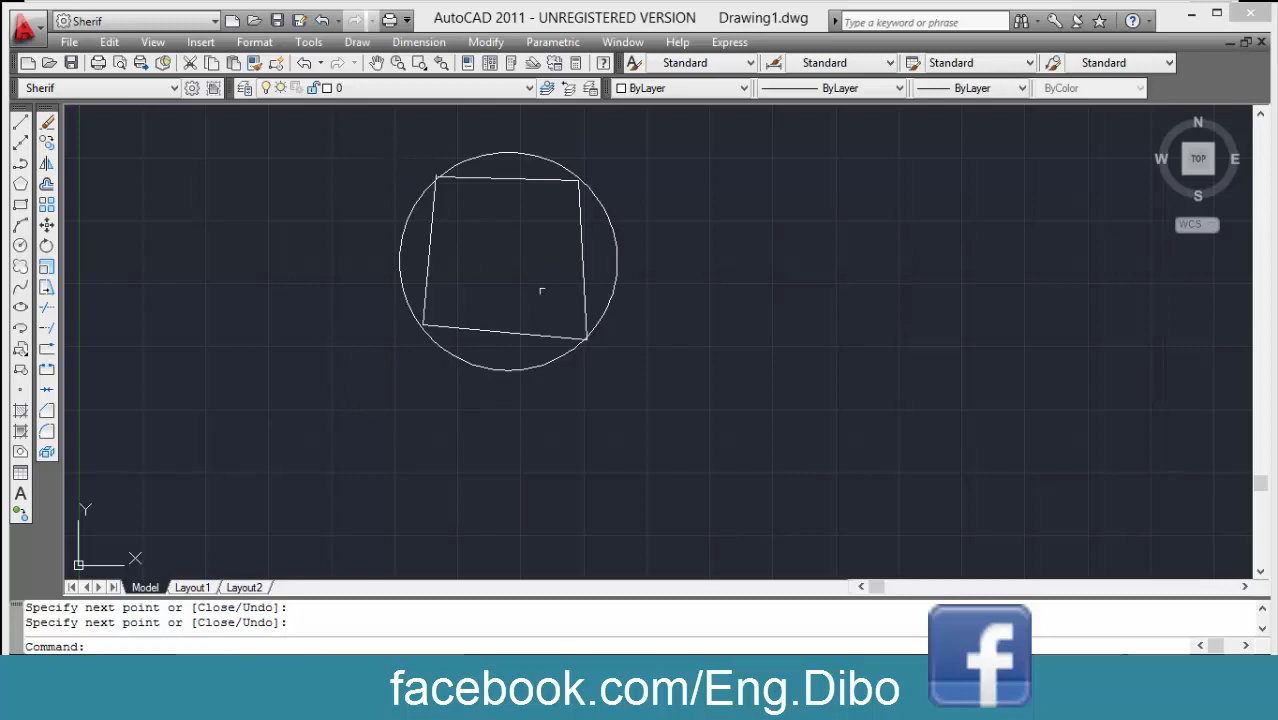 Sherif
AutoCAD 2011 - UNREGISTERED VERSION Drawing1.dwg
Type a keyword or phrase
File Edit View Insert Format Tools Draw Dimension Modify Parametric Window Help Express
Standard Standard Standard Standard
Sherif 0 ByLayer ByLayer ByLayer ByColor
N
W TOP E
S
WCS
A
Y
X
Model Layout1 Layout2
Specify next point or [Close/Undo]:
Specify next point or [Close/Undo]:
Command:
facebook.com/Eng.Dibo
f